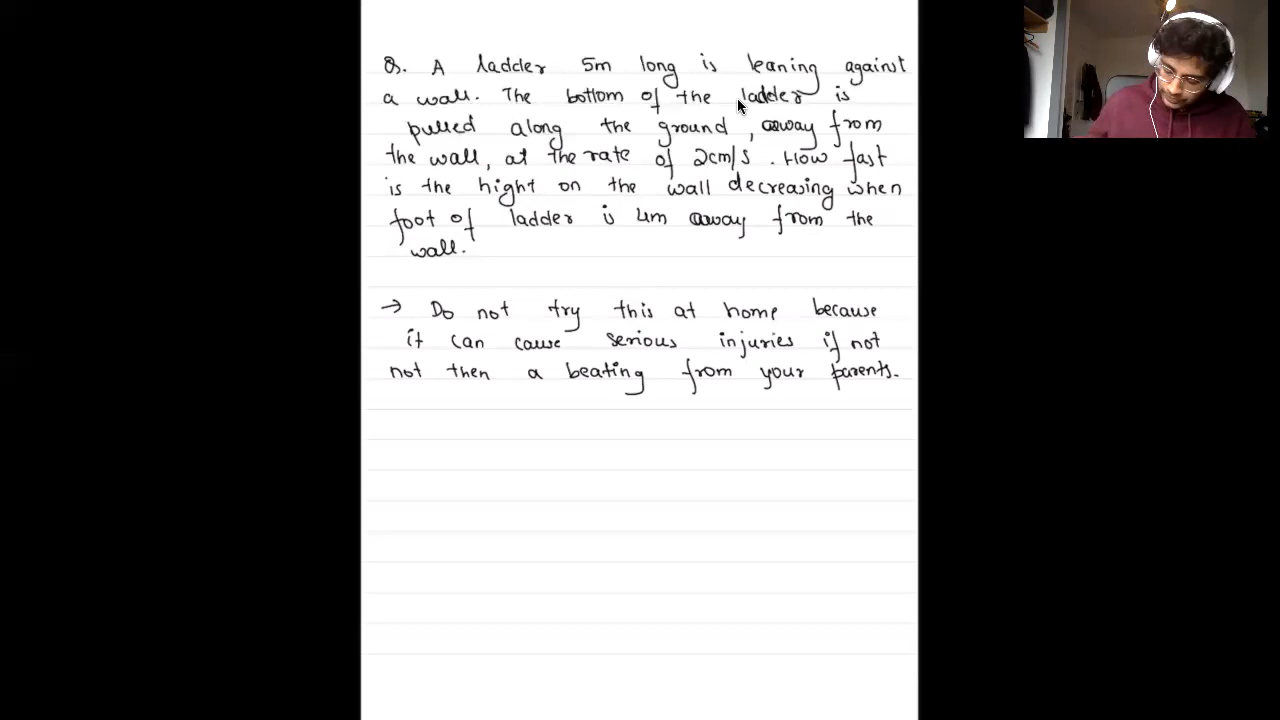 Q. A ladder 5m long is leaning against
a wall. The bottom of the ladder is
pulled along the ground, away from
the wall, at the rate of 2cm/s. How fast
is the hight on the wall decreasing when
foot of ladder is 4m away from the
wall.
→ Do not try this at home because
it can cause serious injuries if not
not then a beating from your parents.